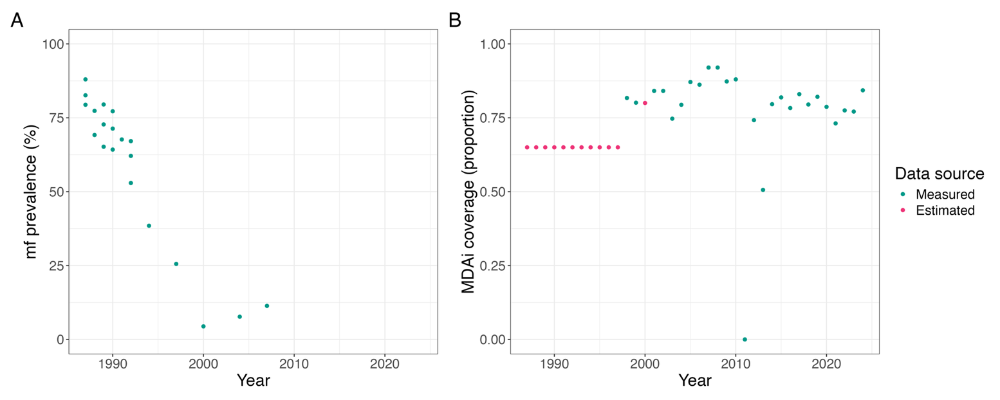 A
mf prevalence (%)
100
75
50
25
0
1990 2000 2010 2020
Year
B
MDAi coverage (proportion)
1.00
0.75
0.50
0.25
0.00
1990 2000 2010 2020
Year
Data source
Measured
Estimated